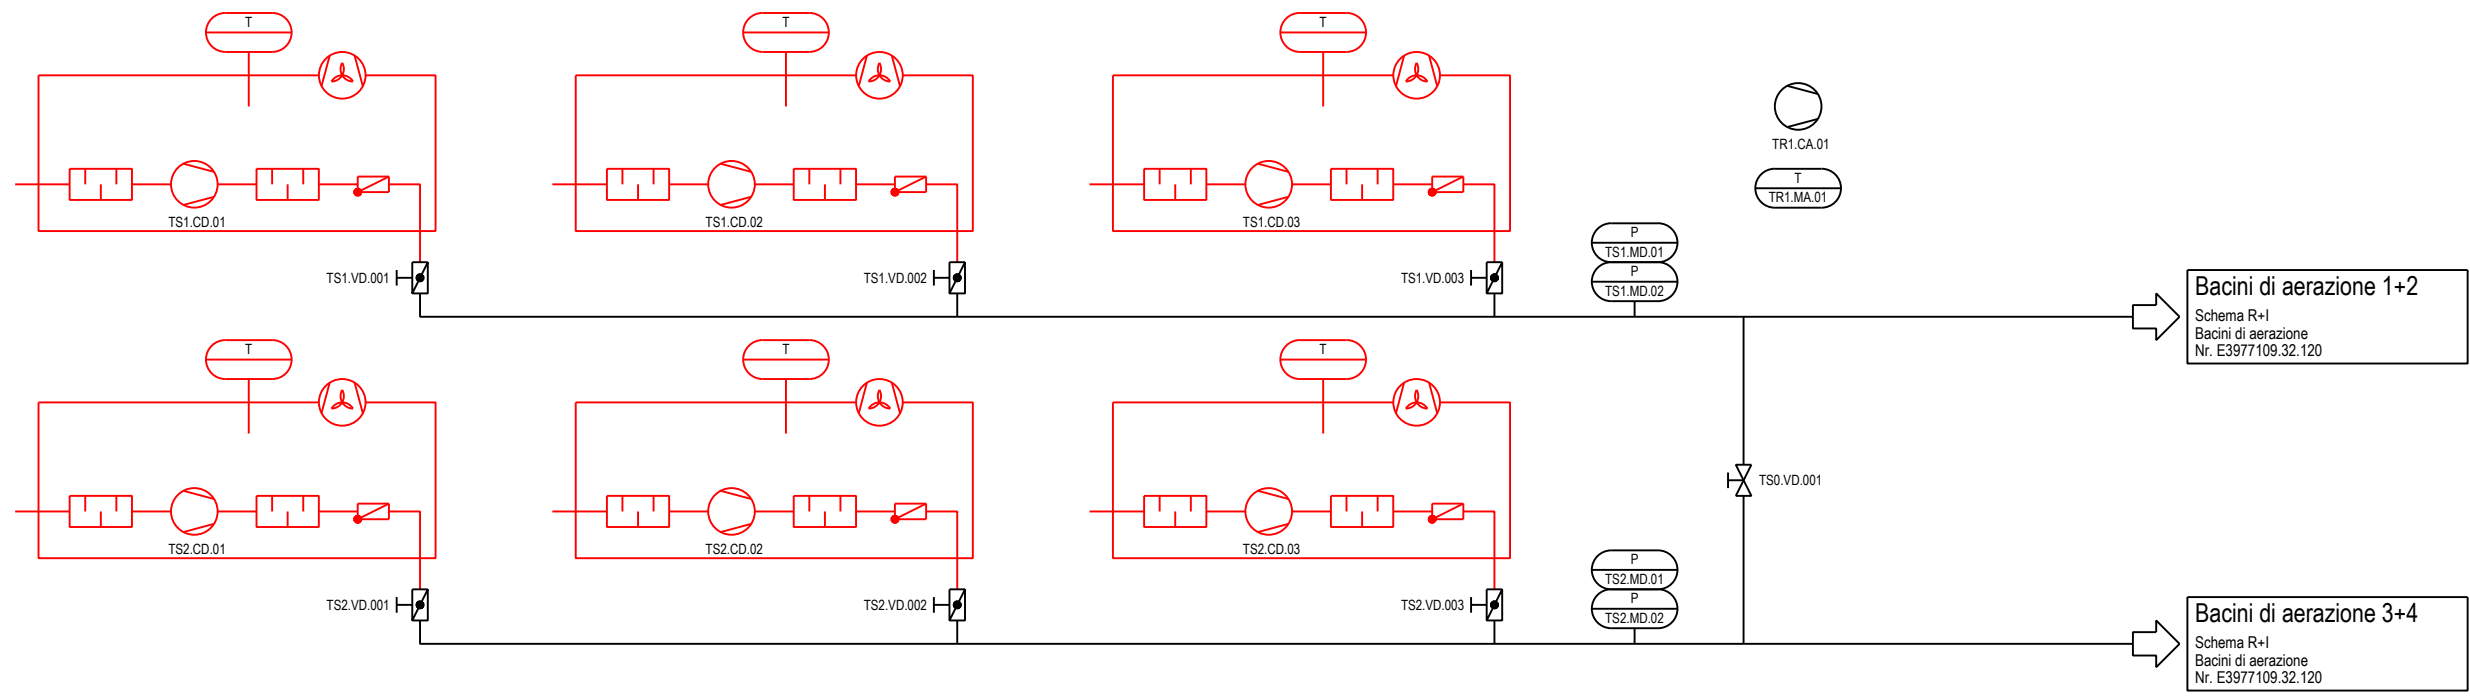 T
T
T
TR1.CA.01
T
TR1.MA.01
TS1.CD.01
TS1.CD.02
TS1.CD.03
P
TS1.MD.01
P
TS1.MD.02
TS1.VD.001
TS1.VD.002
TS1.VD.003
Bacini di aerazione 1+2
Schema R+I
Bacini di aerazione
Nr. E3977109.32.120
T
T
T
TS0.VD.001
TS2.CD.01
TS2.CD.02
TS2.CD.03
P
TS2.MD.01
P
TS2.MD.02
TS2.VD.001
TS2.VD.002
TS2.VD.003
Bacini di aerazione 3+4
Schema R+I
Bacini di aerazione
Nr. E3977109.32.120